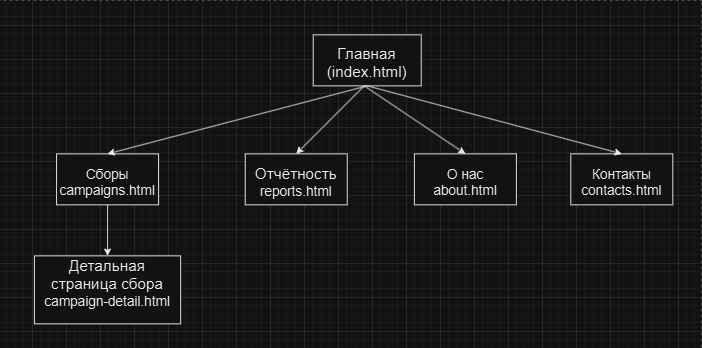 Главная
(index.html)
Сборы
campaigns.html
Отчётность
reports.html
О нас
about.html
Контакты
contacts.html
Детальная
страница сбора
campaign-detail.html